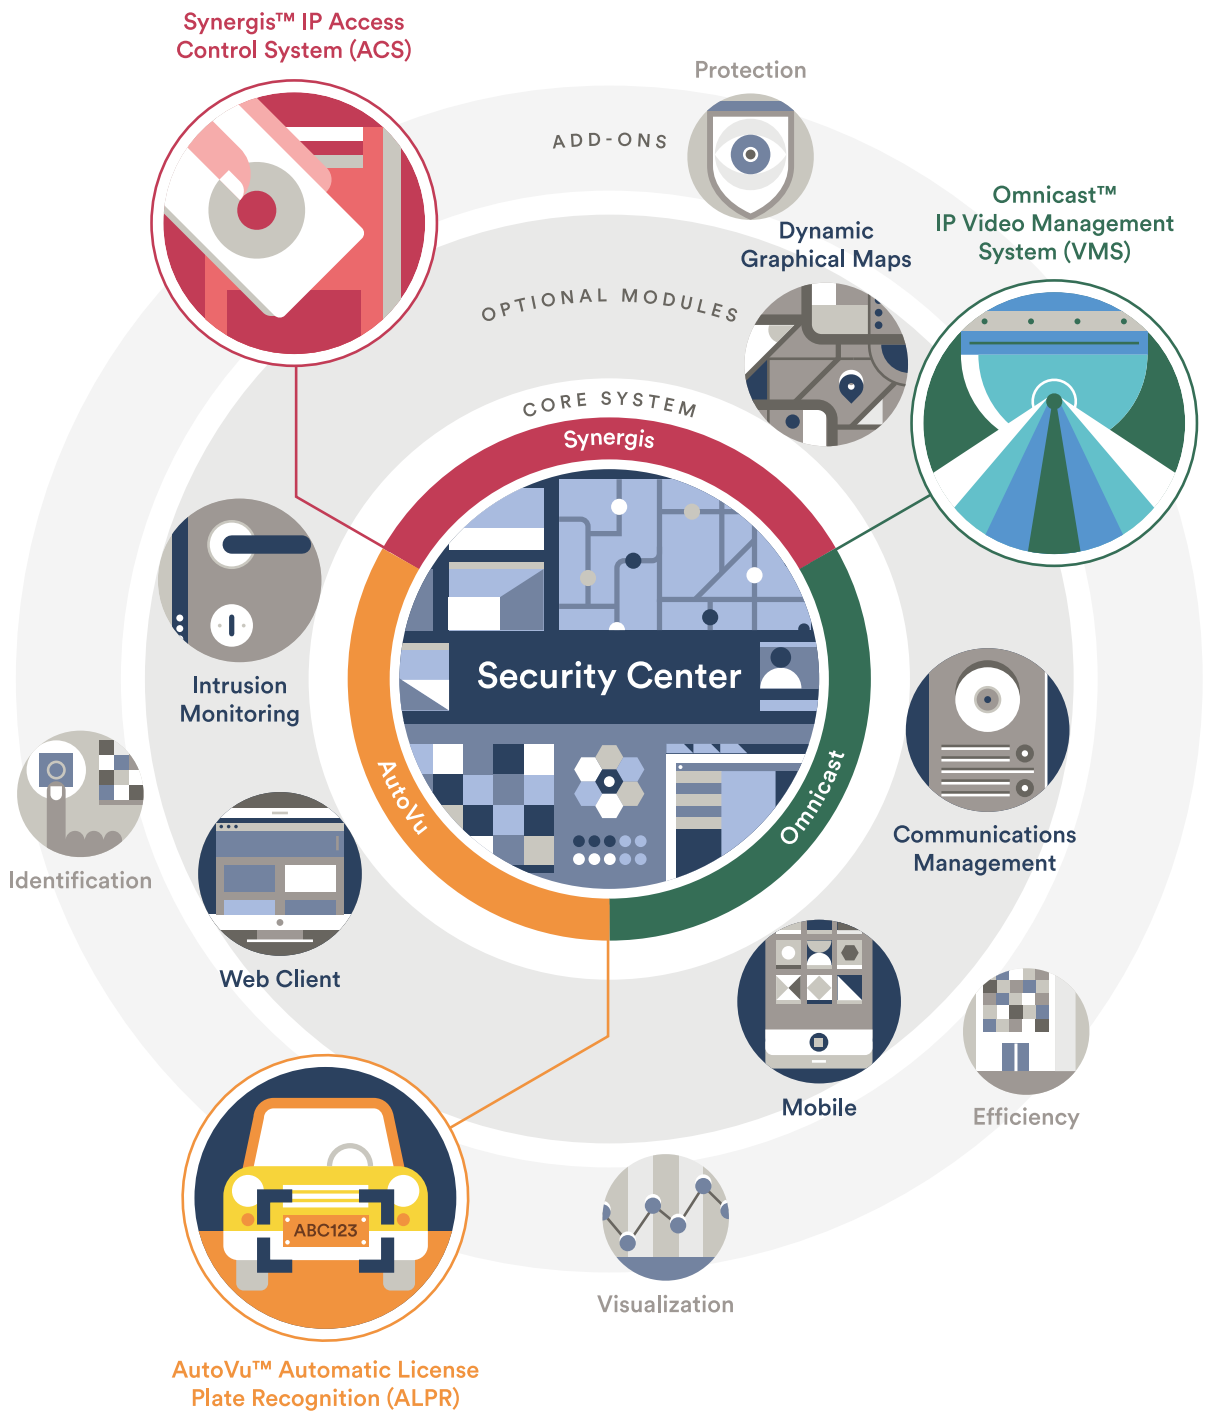 Synergis™ IP Access
Control System (ACS)
Protection
ADD-ONS
Omnicast™
IP Video Management
System (VMS)
Dynamic
Graphical Maps
OPTIONAL MODULES
CORE SYSTEM
Synergis
Security Center
Intrusion
Monitoring
AutoVu
Omnicast
Communications
Management
Identification
Web Client
Mobile
Efficiency
ABC123
Visualization
AutoVu™ Automatic License
Plate Recognition (ALPR)